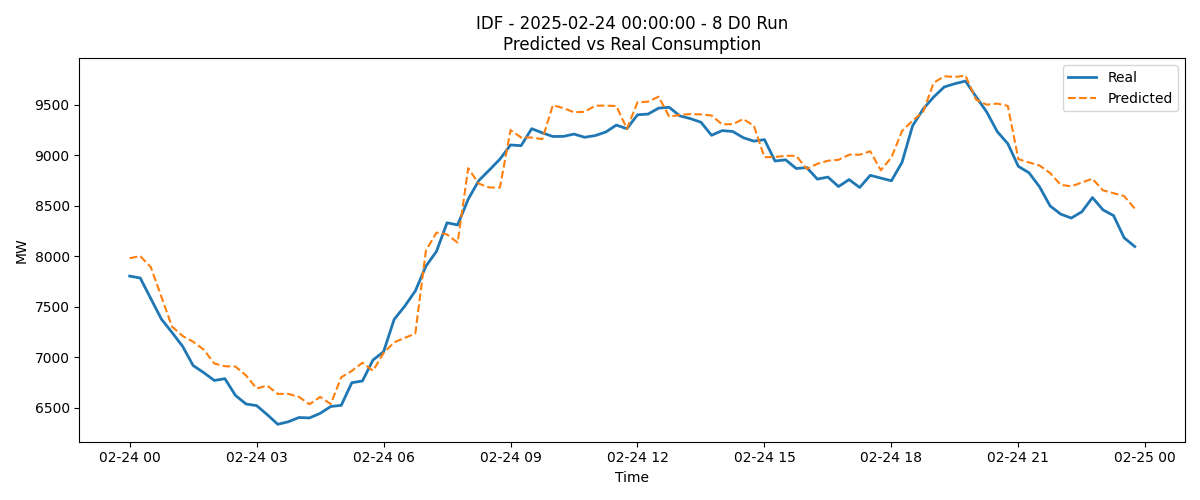 IDF - 2025-02-24 00:00:00 - 8 D0 Run
Predicted vs Real Consumption
Real
Predicted
MW
9500
9000
8500
8000
7500
7000
6500
02-24 00
02-24 03
02-24 06
02-24 09
02-24 12
02-24 15
02-24 18
02-24 21
02-25 00
Time